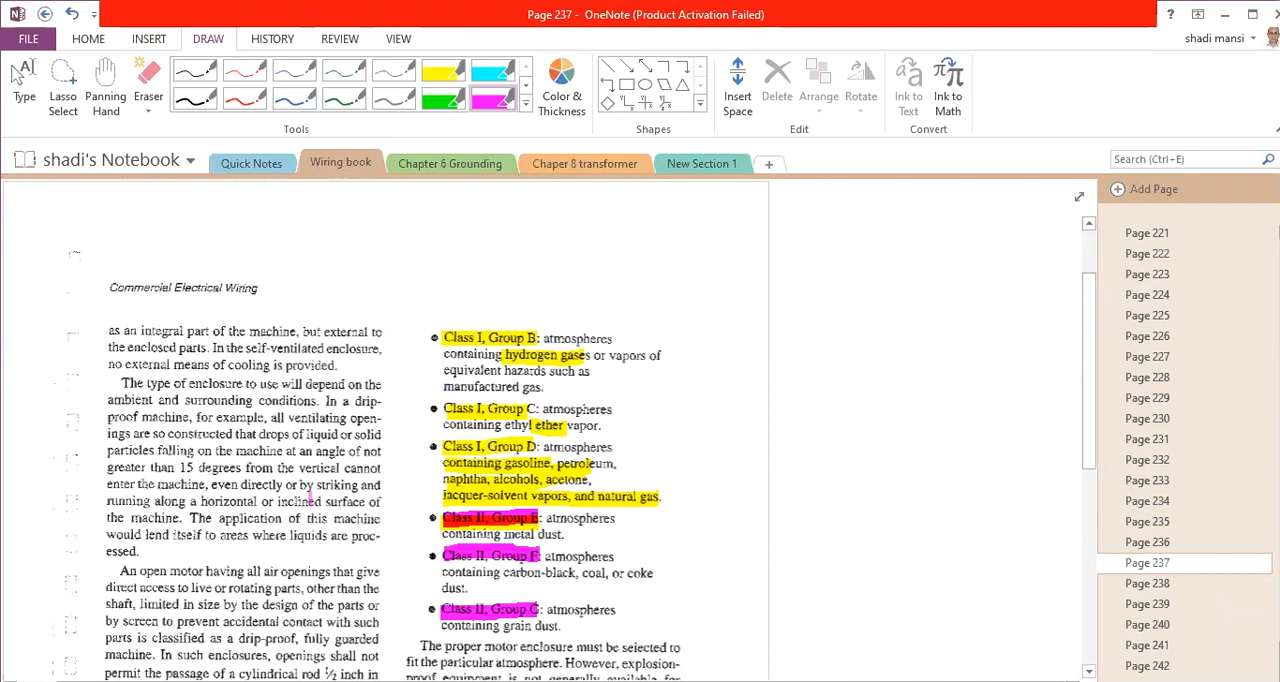 Page 237 - OneNote (Product Activation Failed)
?
FILE HOME INSERT DRAW HISTORY REVIEW VIEW
shadi mansi
Type
Lasso Select
Panning Hand
Eraser
Color & Thickness
Insert Space
Delete
Arrange
Rotate
Ink to Text
Ink to Math
Tools
Shapes
Edit
Convert
shadi's Notebook
Quick Notes
Wiring book
Chapter 6 Grounding
Chaper 8 transformer
New Section 1
Search (Ctrl+E)
Add Page
Page 221
Page 222
Page 223
Page 224
Page 225
Page 226
Page 227
Page 228
Page 229
Page 230
Page 231
Page 232
Page 233
Page 234
Page 235
Page 236
Page 237
Page 238
Page 239
Page 240
Page 241
Page 242
Commercial Electrical Wiring
as an integral part of the machine, but external to
the enclosed parts. In the self-ventilated enclosure,
no external means of cooling is provided.
The type of enclosure to use will depend on the
ambient and surrounding conditions. In a drip-
proof machine, for example, all ventilating open-
ings are so constructed that drops of liquid or solid
particles falling on the machine at an angle of not
greater than 15 degrees from the vertical cannot
enter the machine, even directly or by striking and
running along a horizontal or inclined surface of
the machine. The application of this machine
would lend itself to areas where liquids are proc-
essed.
An open motor having all air openings that give
direct access to live or rotating parts, other than the
shaft, limited in size by the design of the parts or
by screen to prevent accidental contact with such
parts is classified as a drip-proof, fully guarded
machine. In such enclosures, openings shall not
permit the passage of a cylindrical rod ½ inch in
● Class I, Group B: atmospheres
containing hydrogen gases or vapors of
equivalent hazards such as
manufactured gas.
● Class I, Group C: atmospheres
containing ethyl ether vapor.
● Class I, Group D: atmospheres
containing gasoline, petroleum,
naphtha, alcohols, acetone,
lacquer-solvent vapors, and natural gas.
● Class II, Group E: atmospheres
containing metal dust.
● Class II, Group F: atmospheres
containing carbon-black, coal, or coke
dust.
● Class II, Group G: atmospheres
containing grain dust.
The proper motor enclosure must be selected to
fit the particular atmosphere. However, explosion-
proof equipment is not generally available for